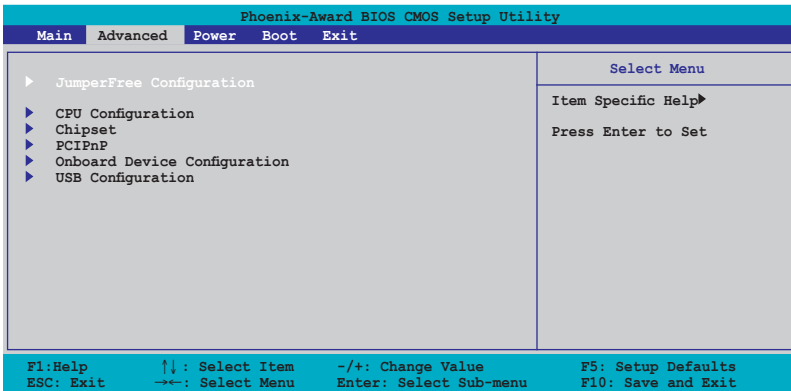 Phoenix-Award BIOS CMOS Setup Utility
Main Advanced Power Boot Exit
Select Menu
JumperFree Configuration
Item Specific Help▶
CPU Configuration
Chipset
Press Enter to Set
PCIPnP
Onboard Device Configuration
USB Configuration
F1:Help ↑↓ : Select Item -/+: Change Value F5: Setup Defaults
ESC: Exit →←: Select Menu Enter: Select Sub-menu F10: Save and Exit